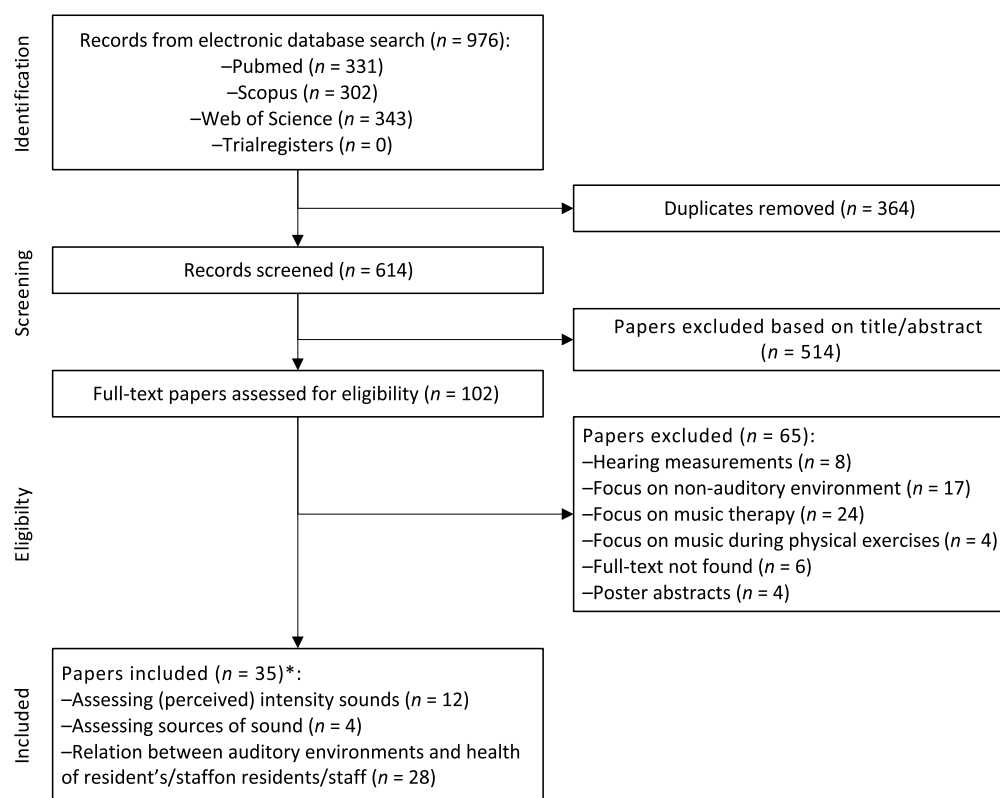 Identification
Records from electronic database search (n = 976):
–Pubmed (n = 331)
–Scopus (n = 302)
–Web of Science (n = 343)
–Trialregisters (n = 0)
Duplicates removed (n = 364)
Screening
Records screened (n = 614)
Papers excluded based on title/abstract
(n = 514)
Full-text papers assessed for eligibility (n = 102)
Eligibilty
Papers excluded (n = 65):
–Hearing measurements (n = 8)
–Focus on non-auditory environment (n = 17)
–Focus on music therapy (n = 24)
–Focus on music during physical exercises (n = 4)
–Full-text not found (n = 6)
–Poster abstracts (n = 4)
Included
Papers included (n = 35)*:
–Assessing (perceived) intensity sounds (n = 12)
–Assessing sources of sound (n = 4)
–Relation between auditory environments and health
of resident’s/staffon residents/staff (n = 28)